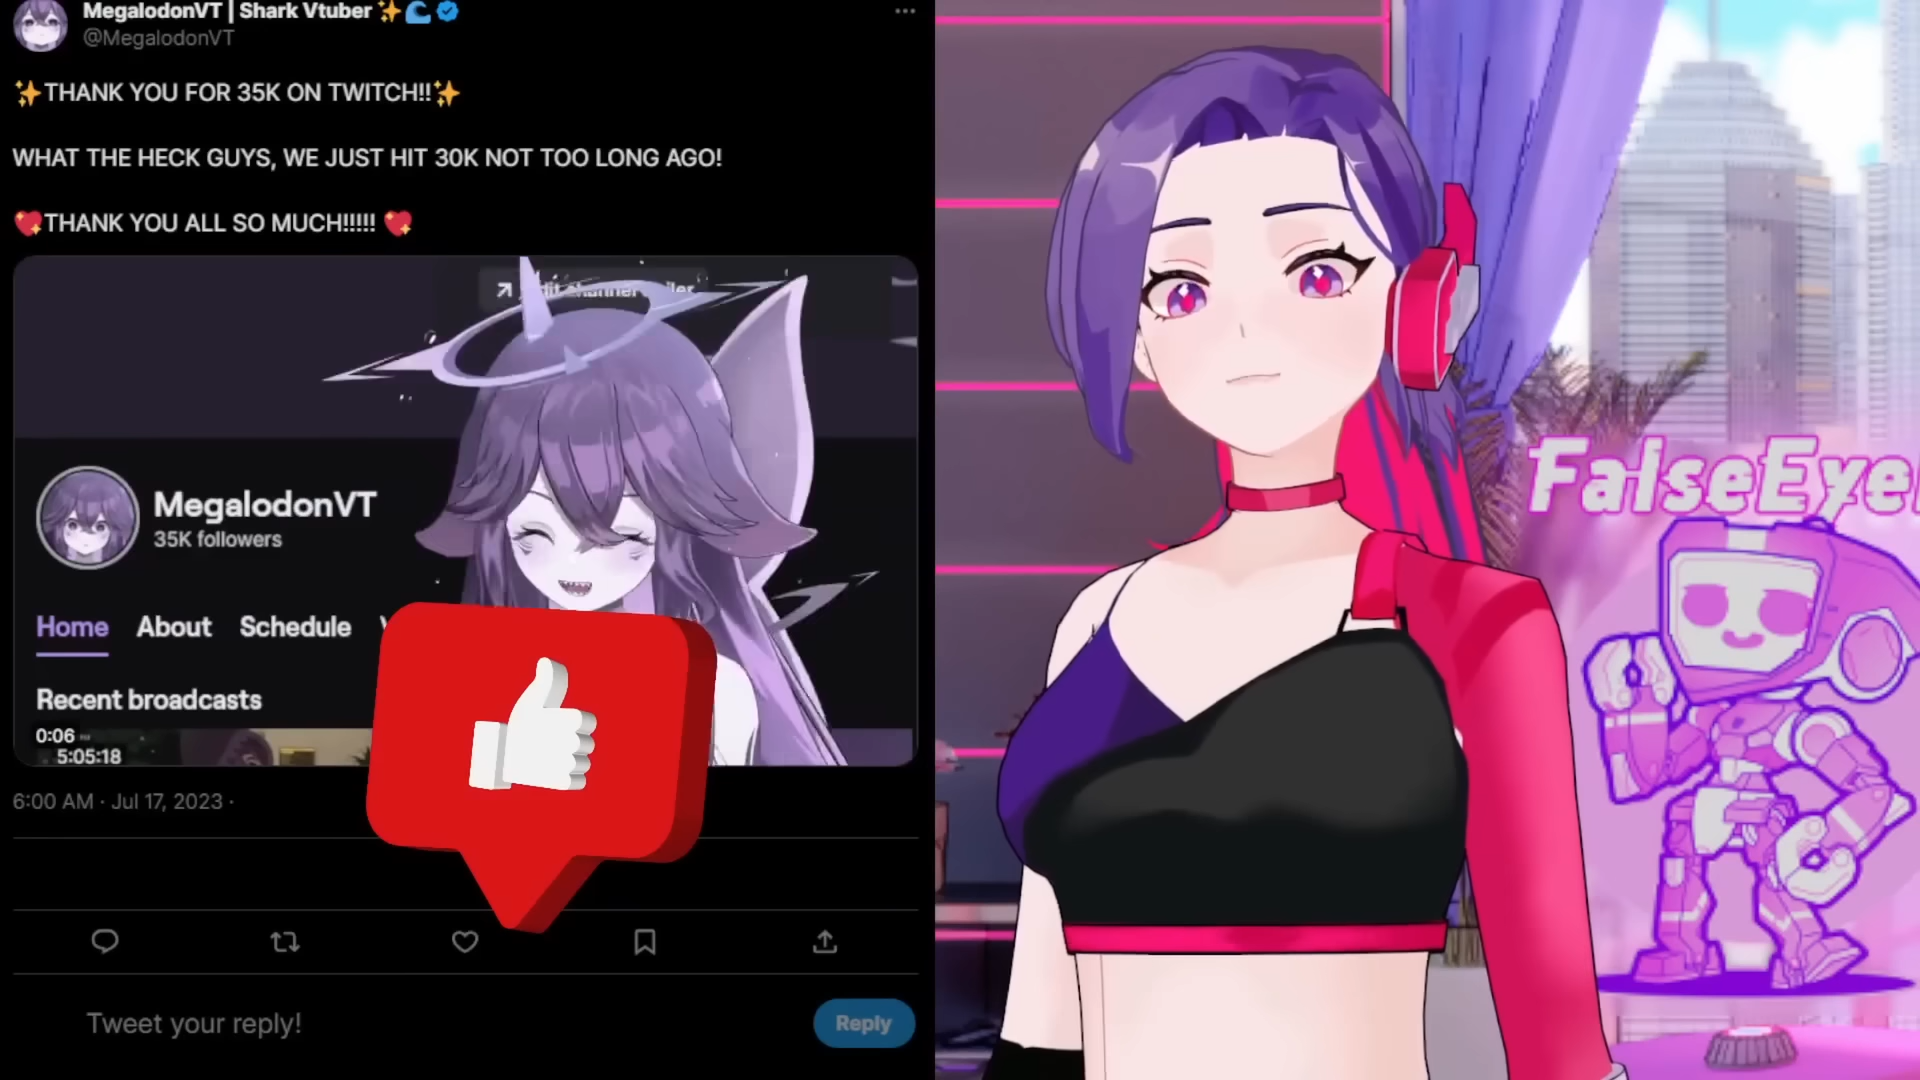 MegalodonVT | Shark Vtuber
@MegalodonVT
THANK YOU FOR 35K ON TWITCH!!
WHAT THE HECK GUYS, WE JUST HIT 30K NOT TOO LONG AGO!
THANK YOU ALL SO MUCH!!!!!
MegalodonVT
35K followers
Home About Schedule
Recent broadcasts
0:06
5:05:18
6:00 AM · Jul 17, 2023 ·
Tweet your reply!
Reply
FalseEye